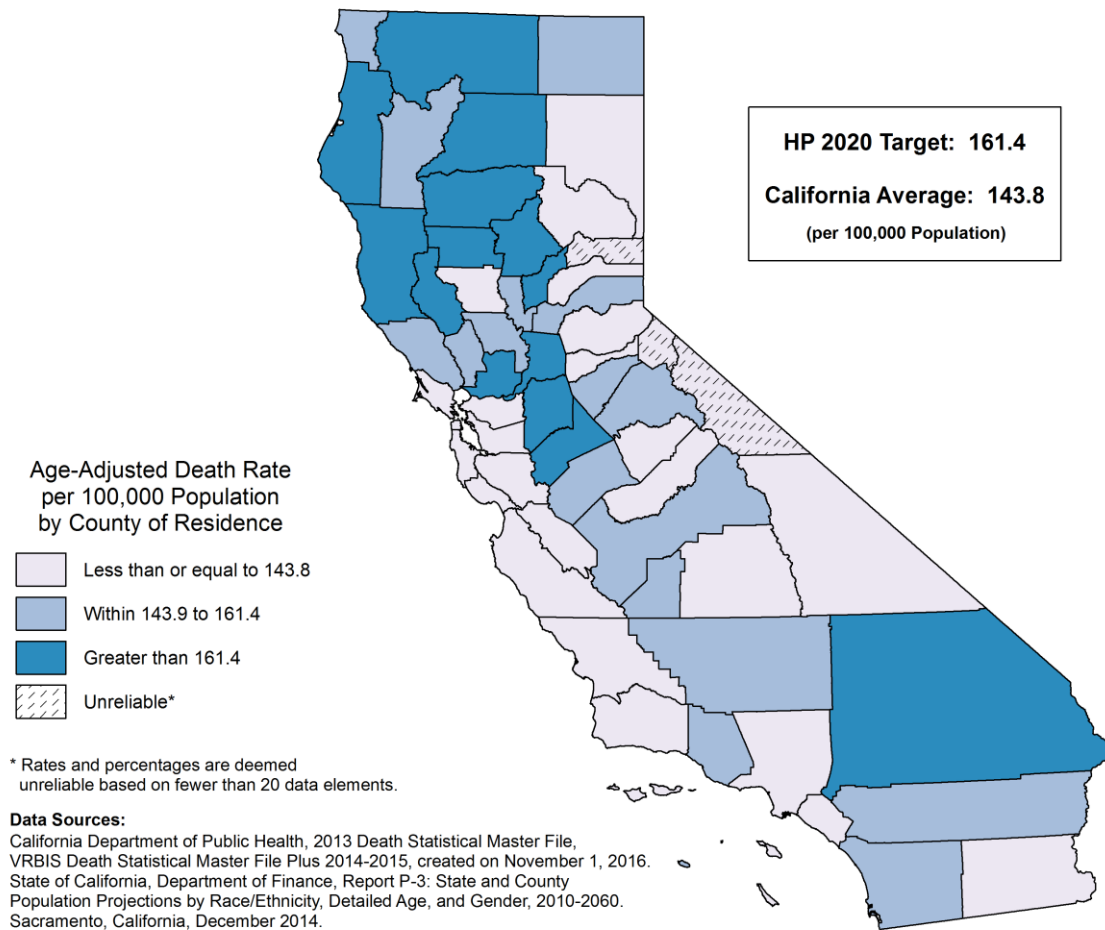 HP 2020 Target: 161.4
California Average: 143.8
(per 100,000 Population)
Age-Adjusted Death Rate
per 100,000 Population
by County of Residence
Less than or equal to 143.8
Within 143.9 to 161.4
Greater than 161.4
Unreliable*
* Rates and percentages are deemed
unreliable based on fewer than 20 data elements.
Data Sources:
California Department of Public Health, 2013 Death Statistical Master File,
VRBIS Death Statistical Master File Plus 2014-2015, created on November 1, 2016.
State of California, Department of Finance, Report P-3: State and County
Population Projections by Race/Ethnicity, Detailed Age, and Gender, 2010-2060.
Sacramento, California, December 2014.